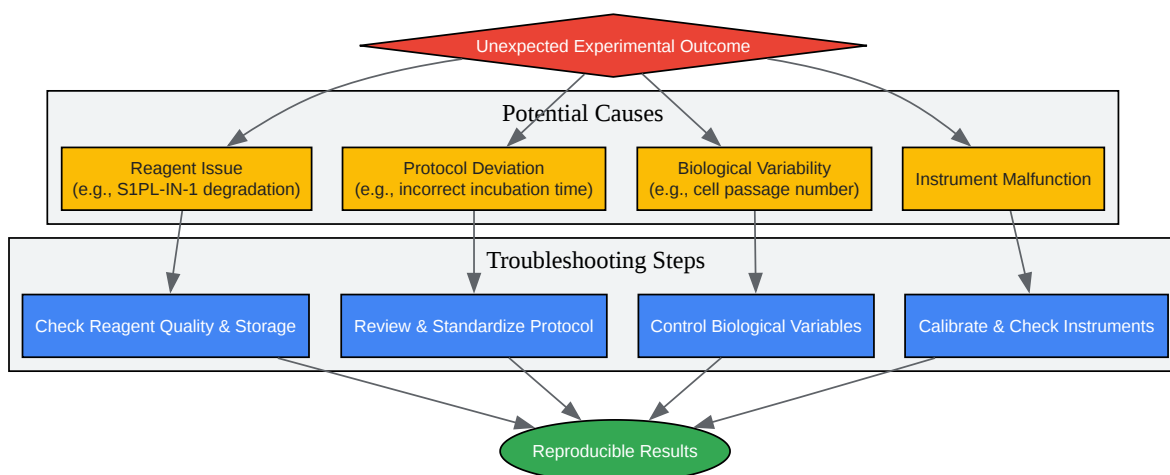 Unexpected Experimental Outcome
Potential Causes
Reagent Issue
(e.g., S1PL-IN-1 degradation)
Protocol Deviation
(e.g., incorrect incubation time)
Biological Variability
(e.g., cell passage number)
Instrument Malfunction
Troubleshooting Steps
Check Reagent Quality & Storage
Review & Standardize Protocol
Control Biological Variables
Calibrate & Check Instruments
Reproducible Results